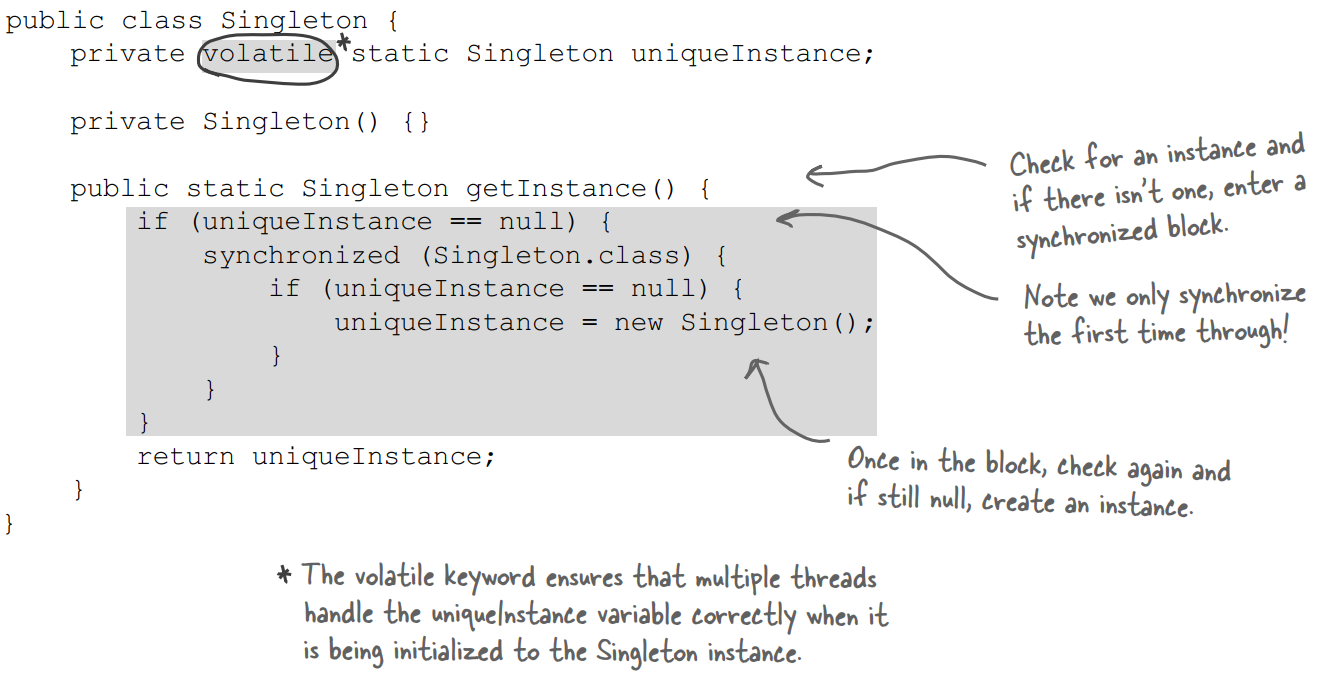 public class Singleton {
    private volatile* static Singleton uniqueInstance;

    private Singleton() {}

    public static Singleton getInstance() {
        if (uniqueInstance == null) {
            synchronized (Singleton.class) {
                if (uniqueInstance == null) {
                    uniqueInstance = new Singleton();
                }
            }
        }
        return uniqueInstance;
    }
}
Check for an instance and
if there isn't one, enter a
synchronized block.
Note we only synchronize
the first time through!
Once in the block, check again and
if still null, create an instance.
* The volatile keyword ensures that multiple threads
handle the uniqueInstance variable correctly when it
is being initialized to the Singleton instance.